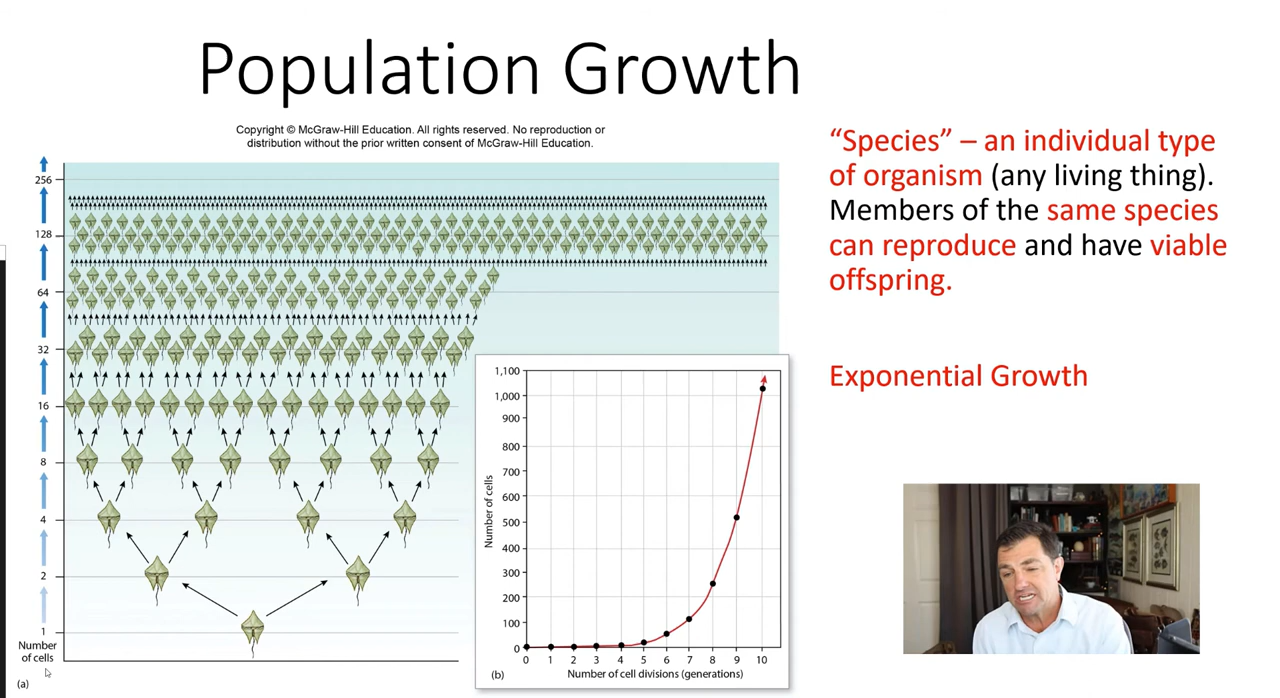 Population Growth
Copyright © McGraw-Hill Education. All rights reserved. No reproduction or
distribution without the prior written consent of McGraw-Hill Education.
256
128
64
32
16
8
4
2
1
Number
of cells
(a)
1,100
1,000
900
800
700
600
500
400
300
200
100
0
Number of cells
0 1 2 3 4 5 6 7 8 9 10
Number of cell divisions (generations)
(b)
“Species” – an individual type
of organism (any living thing).
Members of the same species
can reproduce and have viable
offspring.
Exponential Growth